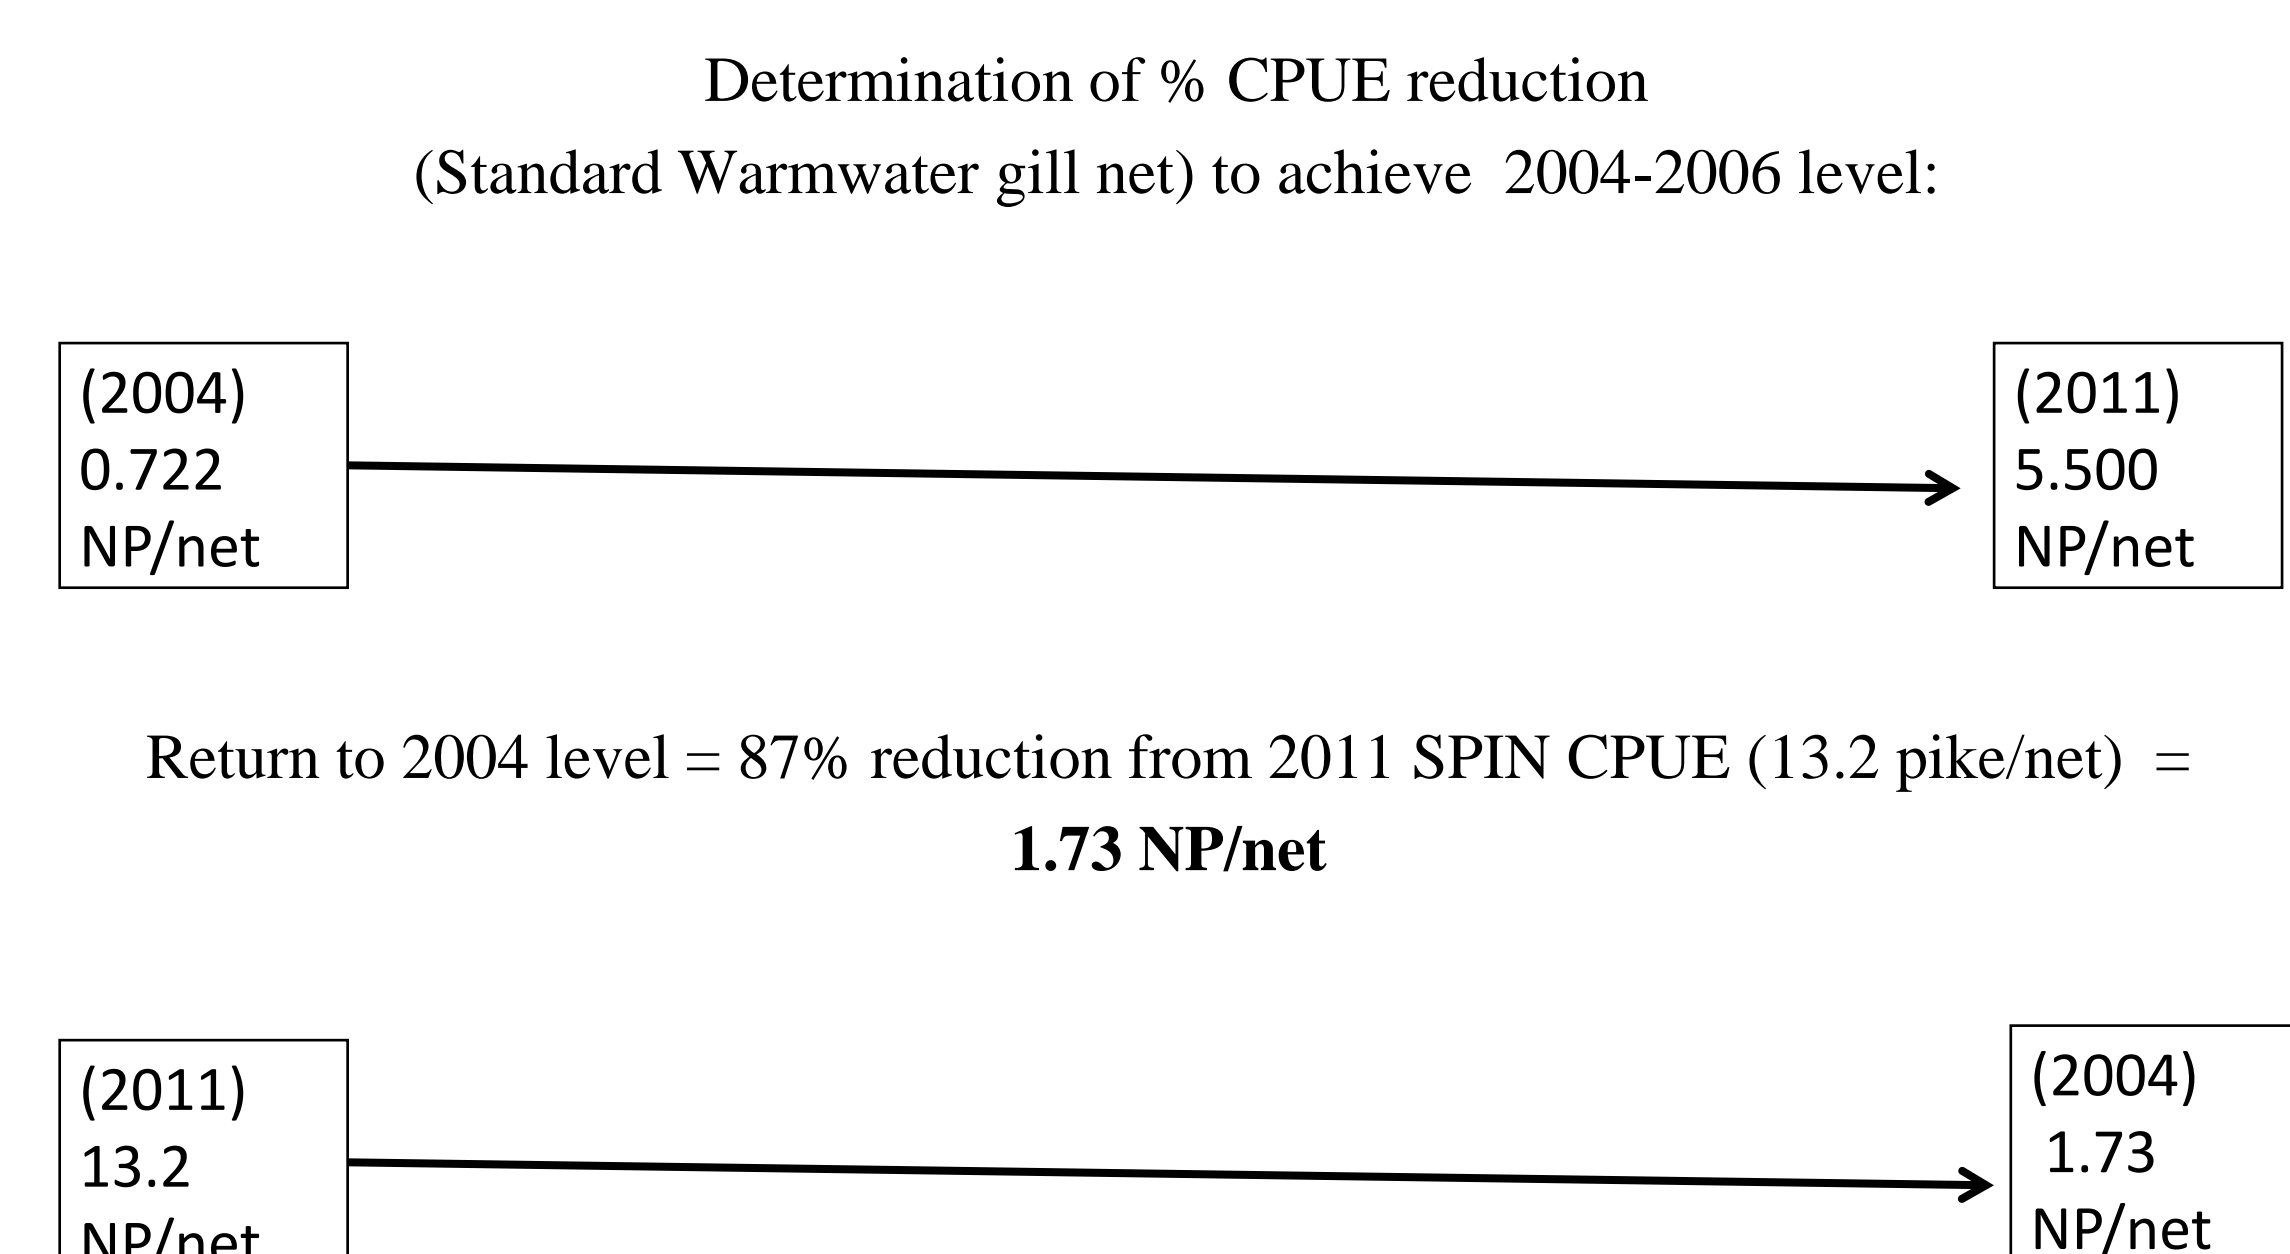 Determination of % CPUE reduction
(Standard Warmwater gill net) to achieve 2004-2006 level:
(2004)
0.722
NP/net
(2011)
5.500
NP/net
Return to 2004 level = 87% reduction from 2011 SPIN CPUE (13.2 pike/net) =
1.73 NP/net
(2011)
13.2
NP/net
(2004)
1.73
NP/net